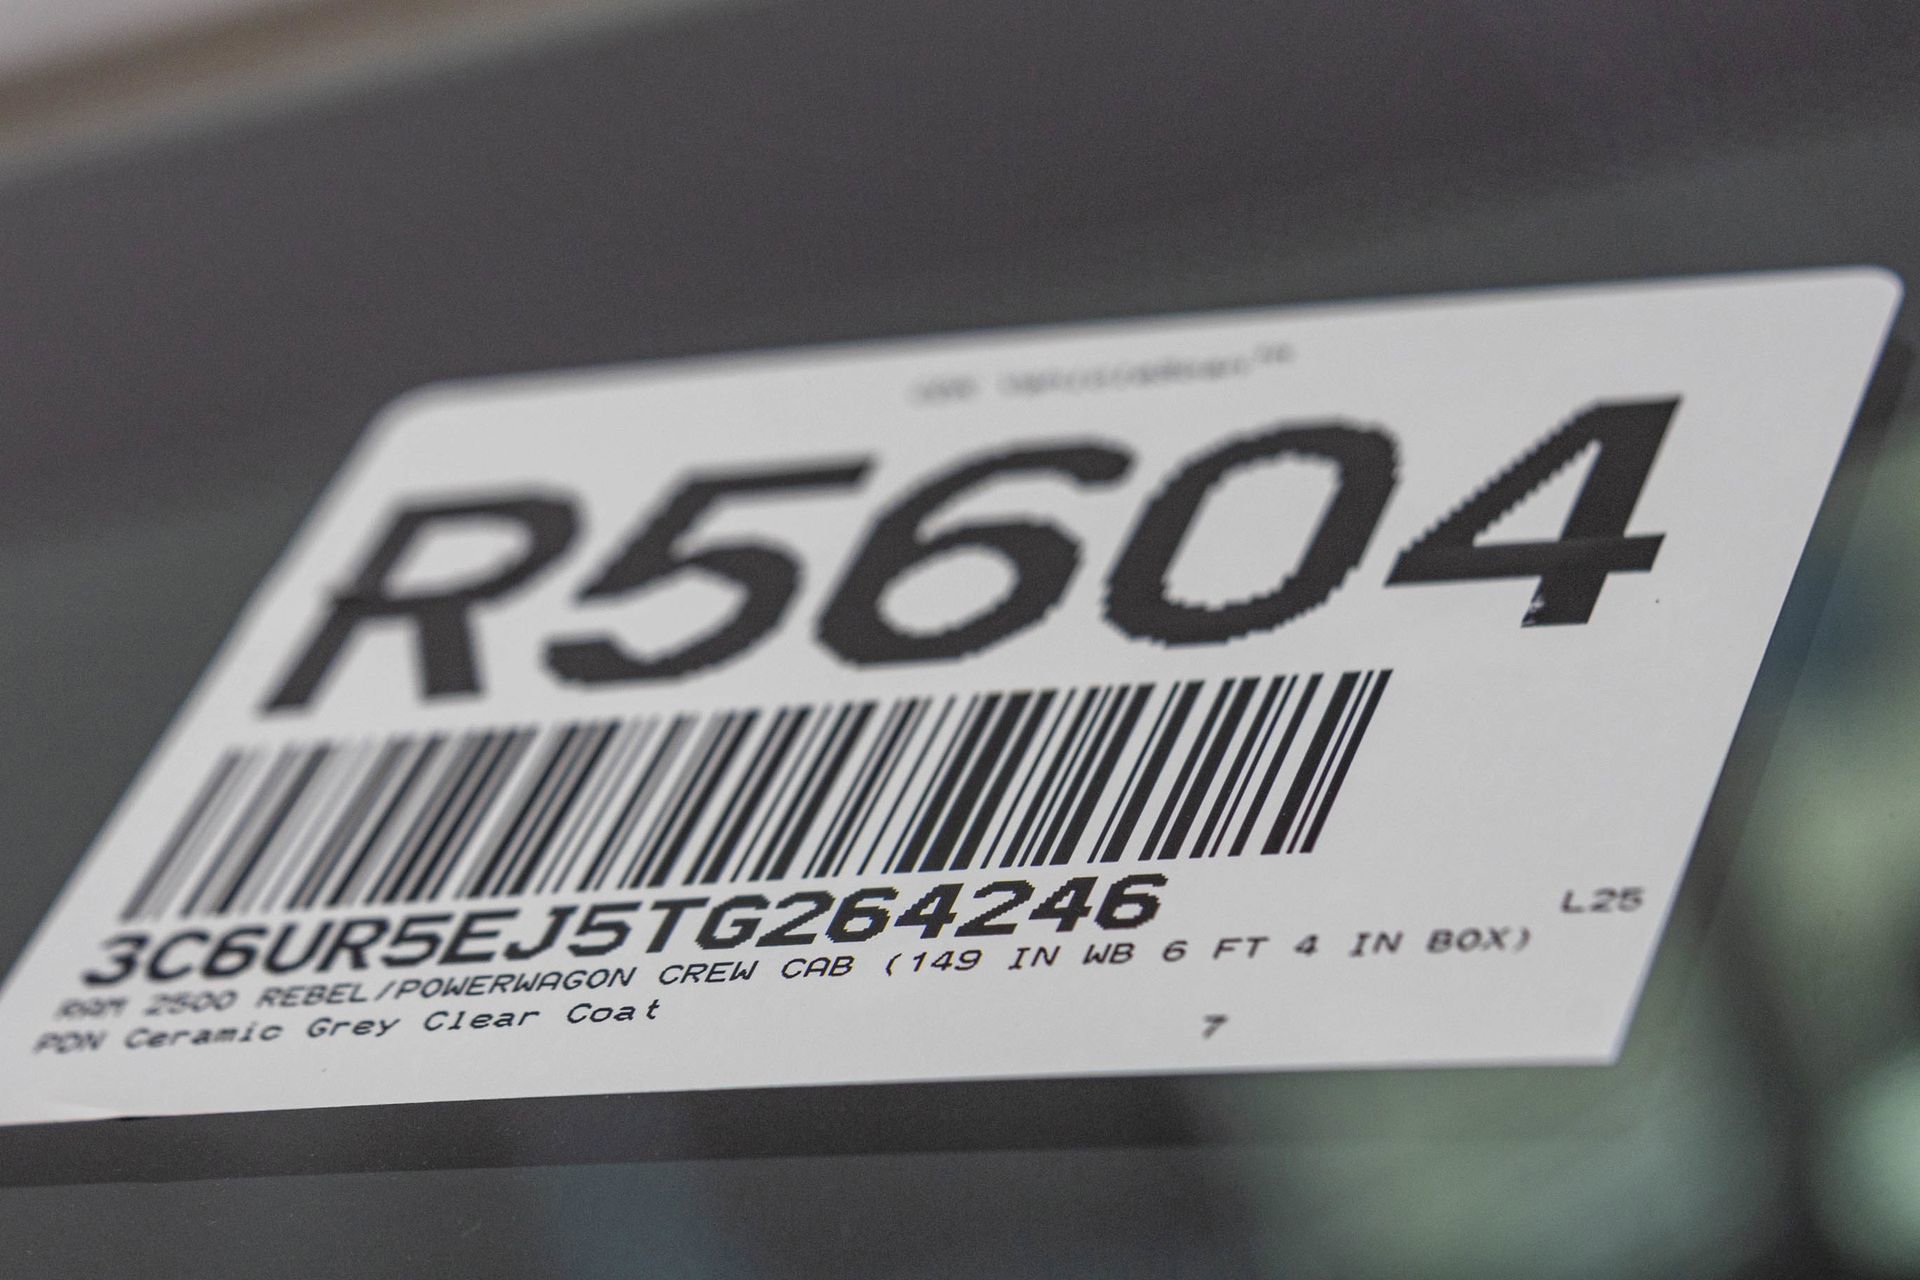 R5604
3C6UR5EJ5TG264246
L25
RAM 2500 REBEL/POWERWAGON CREW CAB (149 IN WB 6 FT 4 IN BOX)
PDN Ceramic Grey Clear Coat
7